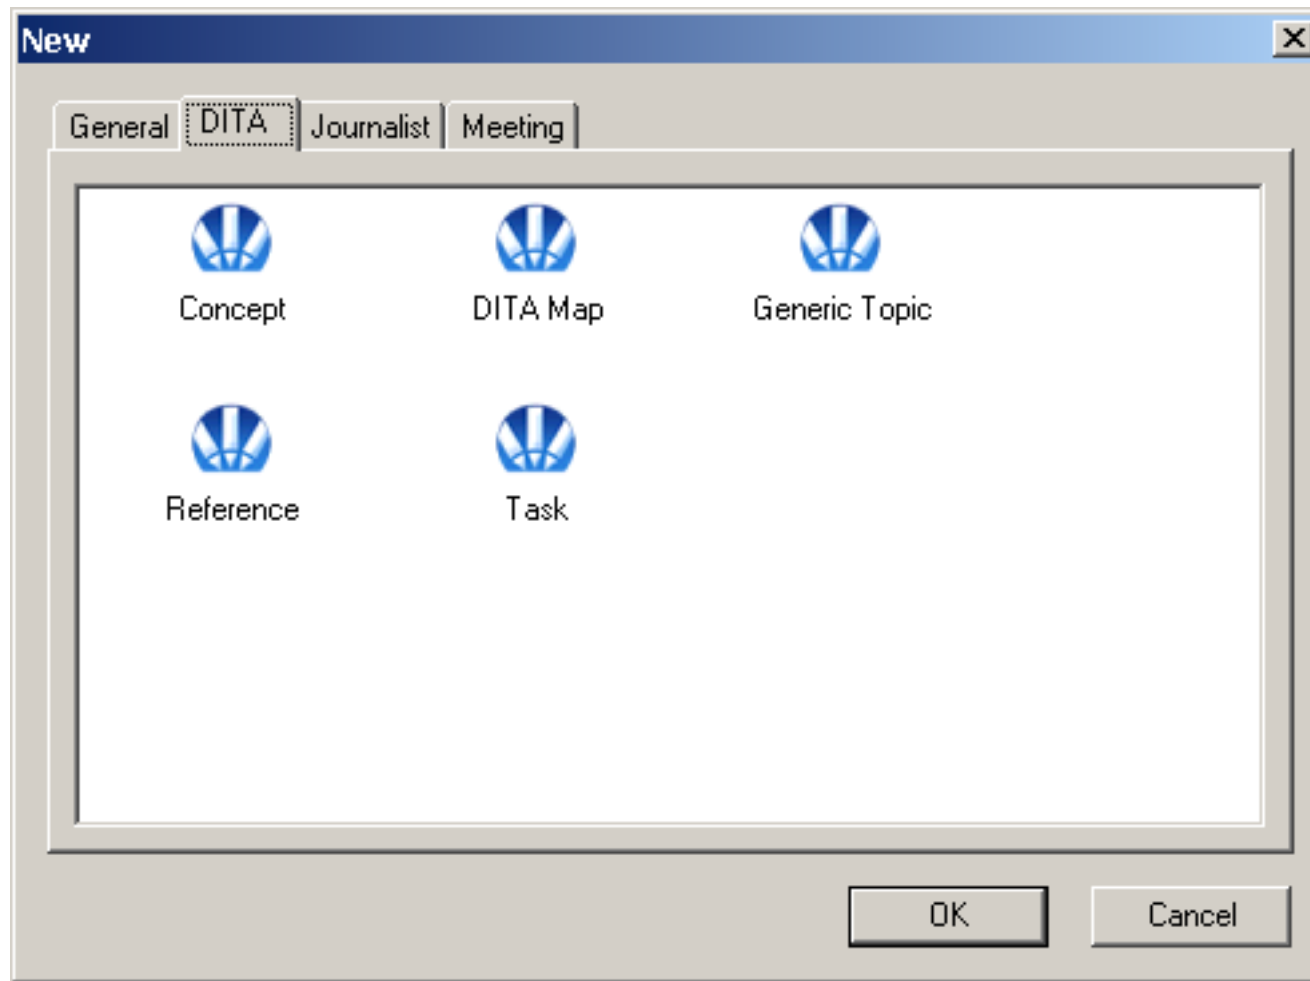 New
General DITA Journalist Meeting
Concept DITA Map Generic Topic
Reference Task
OK Cancel